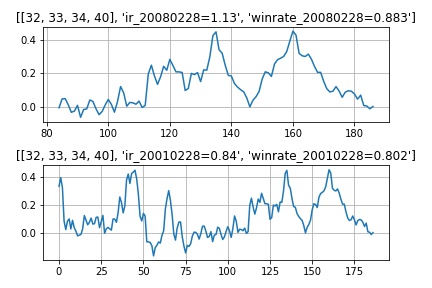 [[32, 33, 34, 40], 'ir_20080228=1.13', 'winrate_20080228=0.883']
0.4
0.2
0.0
80 100 120 140 160 180
[[32, 33, 34, 40], 'ir_20010228=0.84', 'winrate_20010228=0.802']
0.4
0.2
0.0
0 25 50 75 100 125 150 175